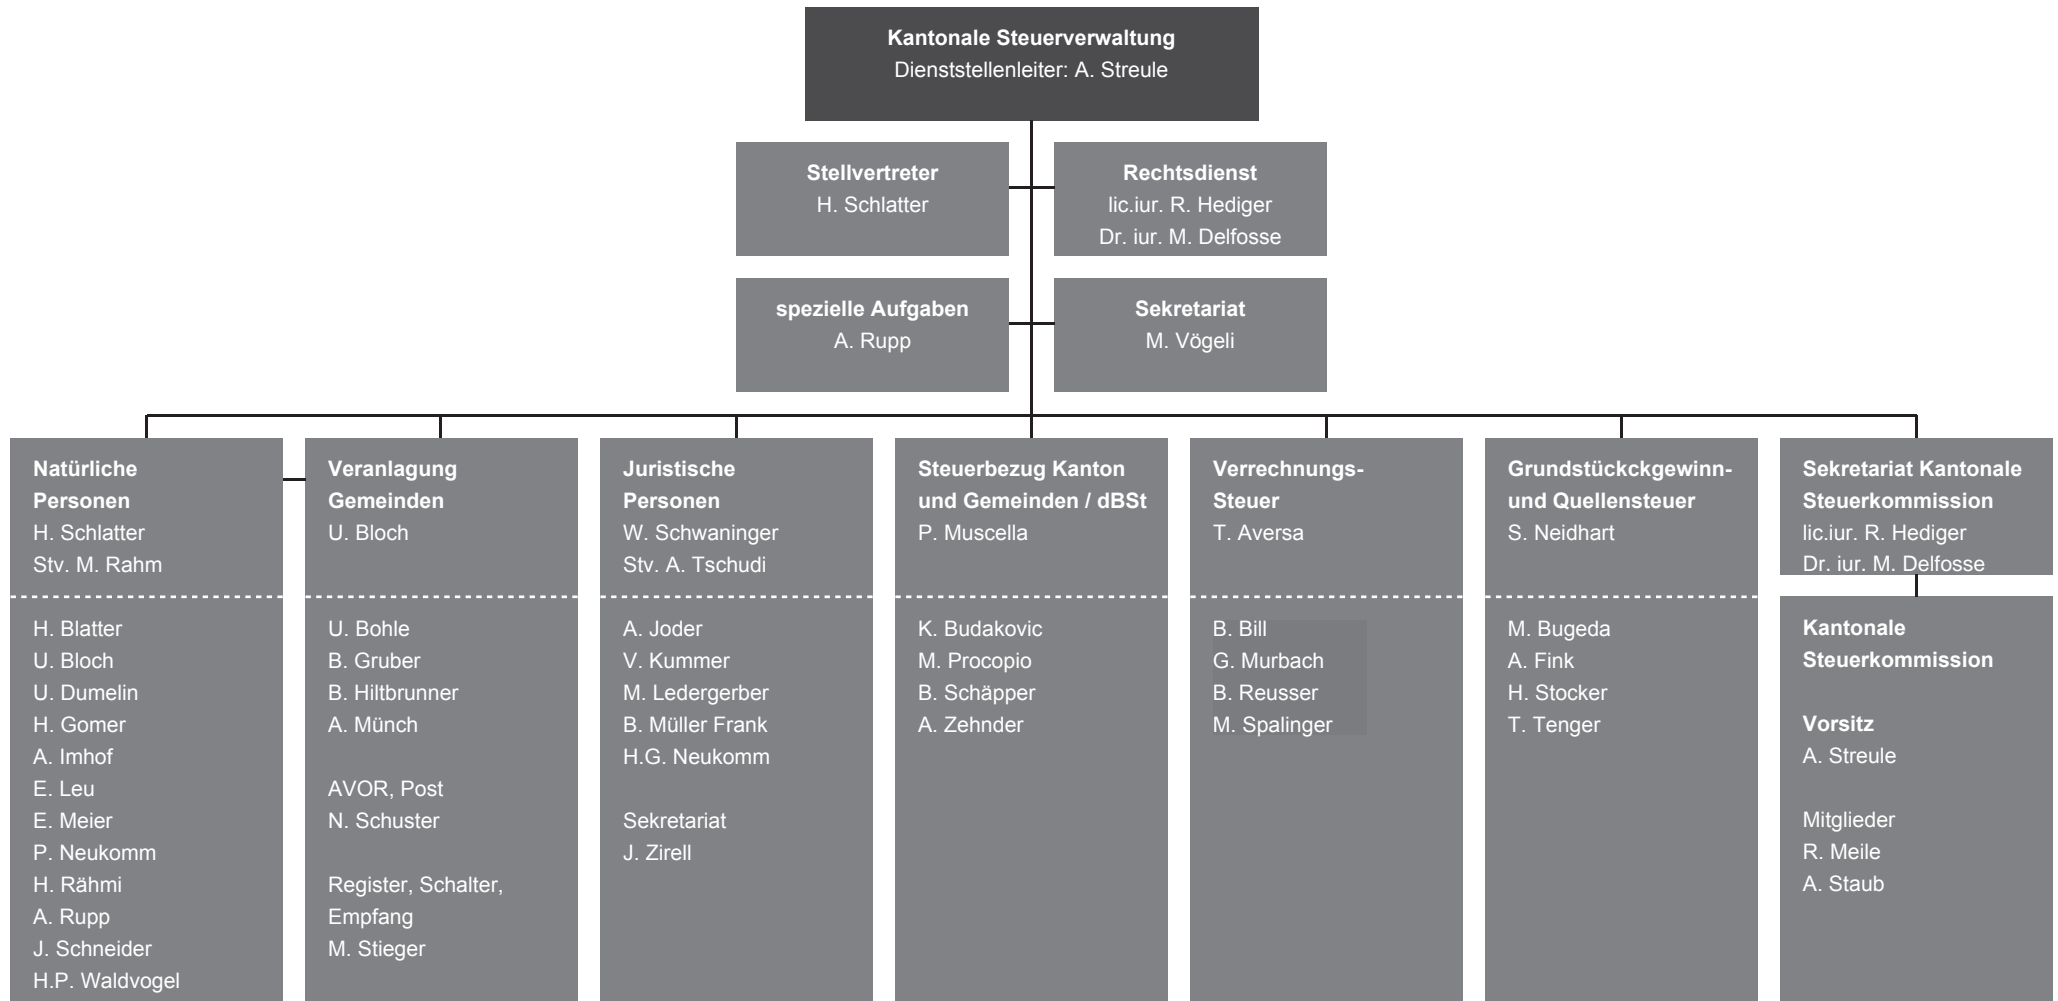 Kantonale Steuerverwaltung
Dienststellenleiter: A. Streule
Stellvertreter
H. Schlatter
Rechtsdienst
lic.iur. R. Hediger
Dr. iur. M. Delfosse
spezielle Aufgaben
A. Rupp
Sekretariat
M. Vögeli
Natürliche
Personen
H. Schlatter
Stv. M. Rahm
H. Blatter
U. Bloch
U. Dumelin
H. Gomer
A. Imhof
E. Leu
E. Meier
P. Neukomm
H. Rähmi
A. Rupp
J. Schneider
H.P. Waldvogel
Veranlagung
Gemeinden
U. Bloch
U. Bohle
B. Gruber
B. Hiltbrunner
A. Münch
AVOR, Post
N. Schuster
Register, Schalter,
Empfang
M. Stieger
Juristische
Personen
W. Schwaninger
Stv. A. Tschudi
A. Joder
V. Kummer
M. Ledergerber
B. Müller Frank
H.G. Neukomm
Sekretariat
J. Zirell
Steuerbezug Kanton
und Gemeinden / dBSt
P. Muscella
K. Budakovic
M. Procopio
B. Schäpper
A. Zehnder
Verrechnungs-
Steuer
T. Aversa
B. Bill
G. Murbach
B. Reusser
M. Spalinger
Grundstückckgewinn-
und Quellensteuer
S. Neidhart
M. Bugeda
A. Fink
H. Stocker
T. Tenger
Sekretariat Kantonale
Steuerkommission
lic.iur. R. Hediger
Dr. iur. M. Delfosse
Kantonale
Steuerkommission
Vorsitz
A. Streule
Mitglieder
R. Meile
A. Staub